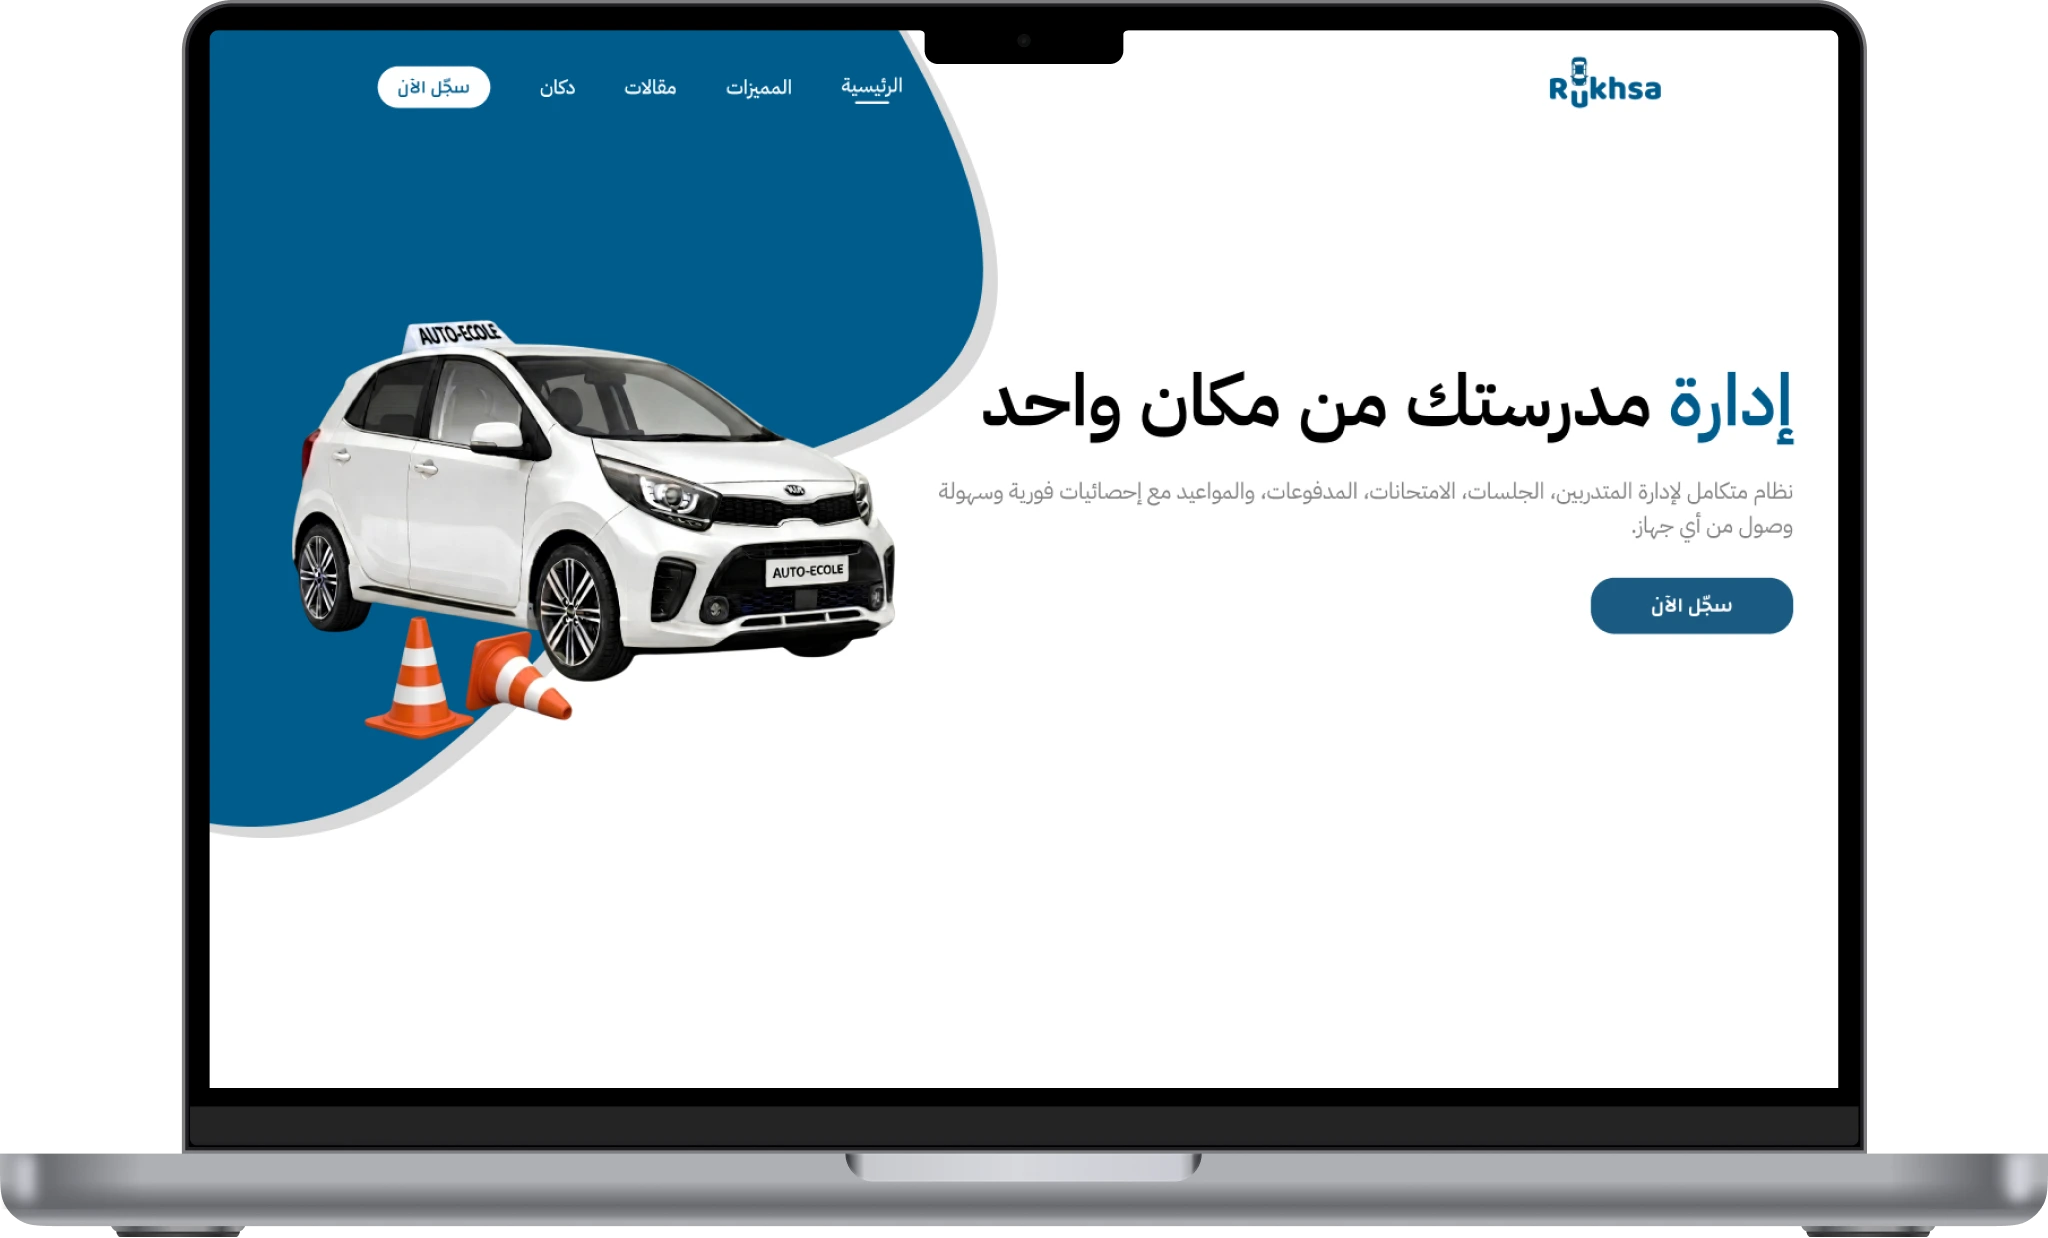 Rukhsa
الرئيسية
المميزات
مقالات
دكان
سجّل الآن
إدارة مدرستك من مكان واحد
نظام متكامل لإدارة المتدربين، الجلسات، الامتحانات، المدفوعات، والمواعيد مع إحصائيات فورية وسهولة
وصول من أي جهاز.
سجّل الآن
AUTO-ECOLE
KIA
AUTO-ECOLE